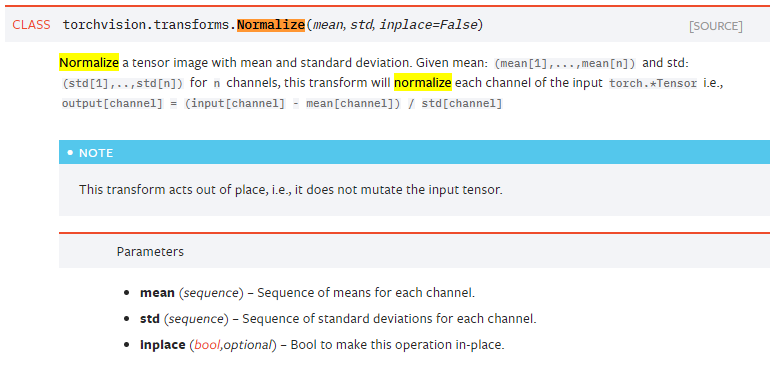 CLASS torchvision.transforms.Normalize(mean, std, inplace=False) [SOURCE]
Normalize a tensor image with mean and standard deviation. Given mean: (mean[1],...,mean[n]) and std:
(std[1],..,std[n]) for n channels, this transform will normalize each channel of the input torch.*Tensor i.e.,
output[channel] = (input[channel] - mean[channel]) / std[channel]
• NOTE
This transform acts out of place, i.e., it does not mutate the input tensor.
Parameters
• mean (sequence) – Sequence of means for each channel.
• std (sequence) – Sequence of standard deviations for each channel.
• inplace (bool,optional) – Bool to make this operation in-place.